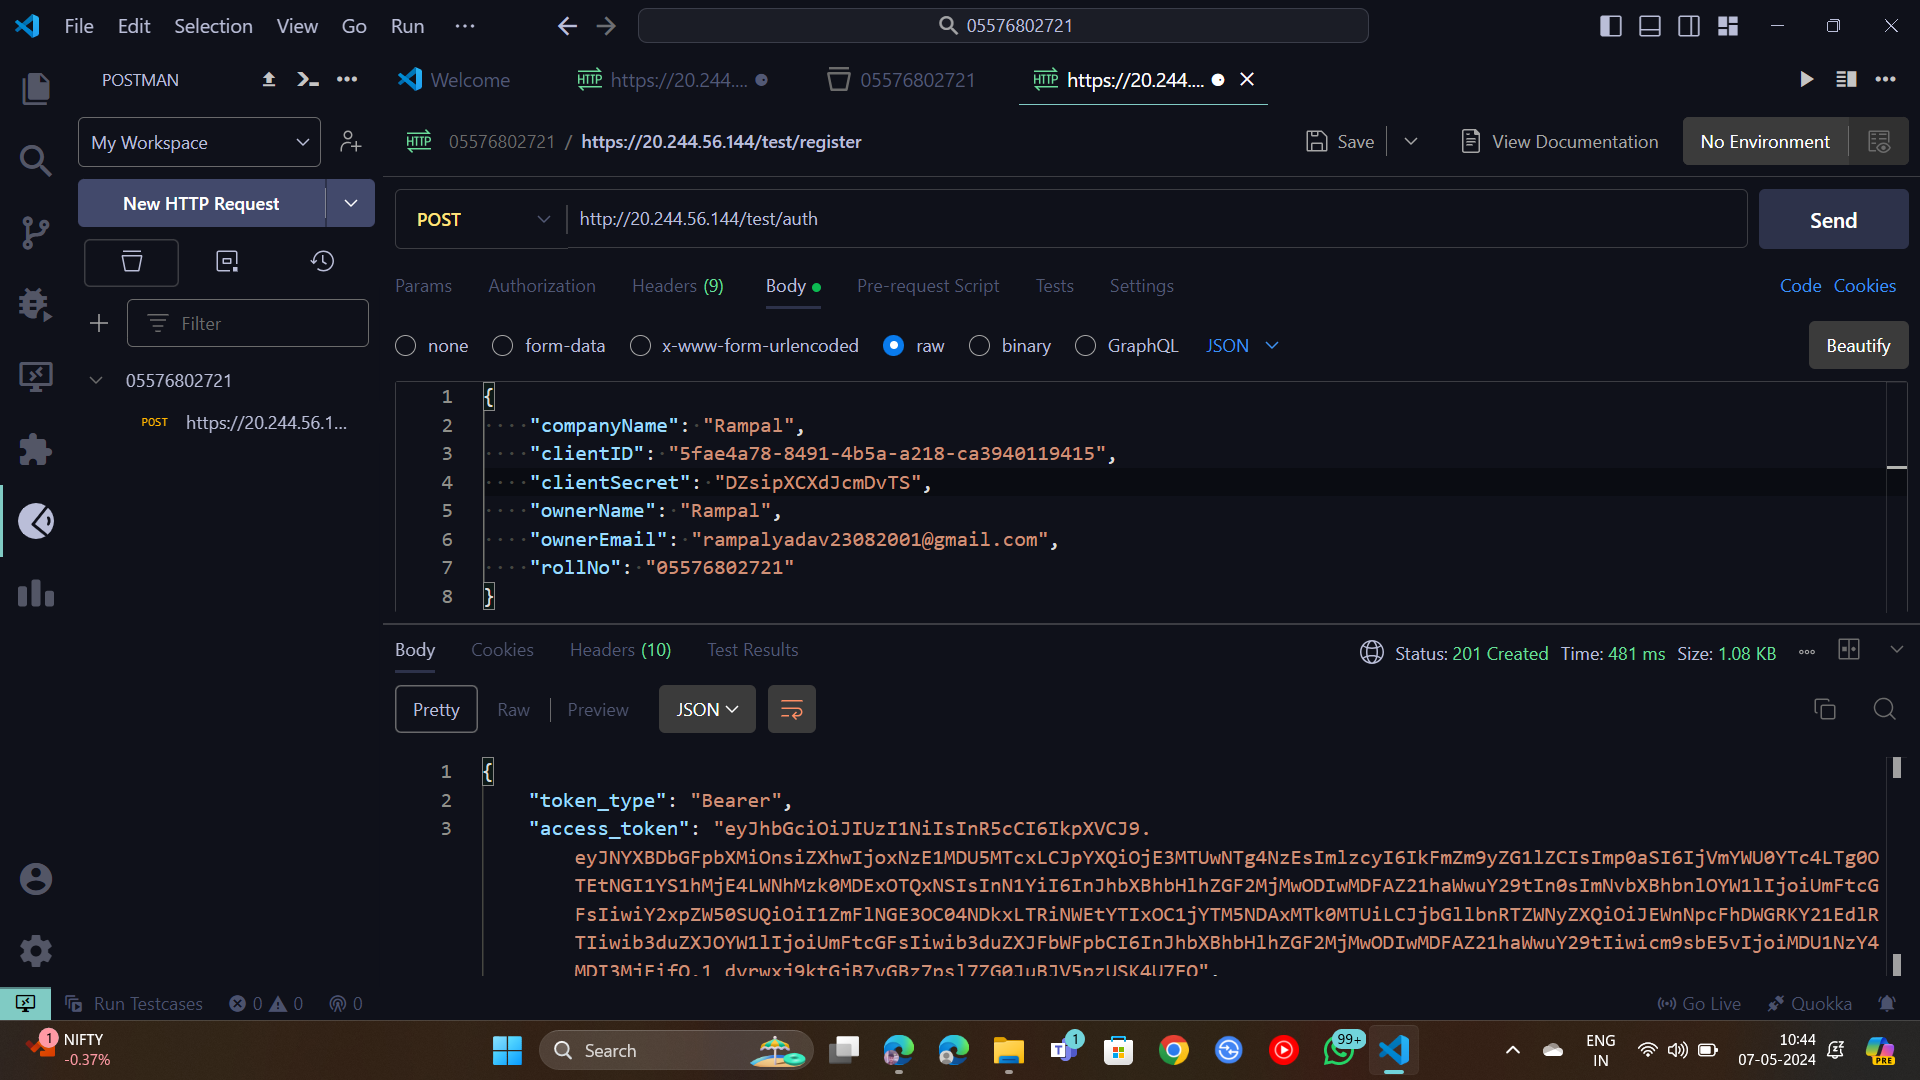 File Edit Selection View Go Run ···
05576802721
POSTMAN
Welcome
HTTP https://20.244....
05576802721
HTTP https://20.244....
My Workspace
HTTP 05576802721 / https://20.244.56.144/test/register
Save
View Documentation
No Environment
New HTTP Request
POST
http://20.244.56.144/test/auth
Send
Params Authorization Headers (9) Body Pre-request Script Tests Settings
Code Cookies
Filter
none form-data x-www-form-urlencoded raw binary GraphQL JSON
Beautify
05576802721
POST https://20.244.56.1...
1 {
2 "companyName": "Rampal",
3 "clientID": "5fae4a78-8491-4b5a-a218-ca3940119415",
4 "clientSecret": "DZsipXCXdJcmDvTS",
5 "ownerName": "Rampal",
6 "ownerEmail": "rampalyadav23082001@gmail.com",
7 "rollNo": "05576802721"
8 }
Body Cookies Headers (10) Test Results
Status: 201 Created Time: 481 ms Size: 1.08 KB
Pretty Raw Preview JSON
1 {
2 "token_type": "Bearer",
3 "access_token": "eyJhbGciOiJIUzI1NiIsInR5cCI6IkpXVCJ9.
eyJNYXBDbGFpbXMiOnsiZXhwIjoxNzE1MDU5MTcxLCJpYXQiOjE3MTUwNTg4NzEsImlzcyI6IkFmZm9yZG1lZCIsImp0aSI6IjVmYWU0YTc4LTg0O
TEtNGI1YS1hMjE4LWNhMzk0MDExOTQxNSIsInN1YiI6InJhbXBhbHlhZGF2MjMwODIwMDFAZ21haWwuY29tIn0sImNvbXBhbnlOYW1lIjoiUmFtcG
FsIiwiY2xpZW50SUQiOiI1ZmFlNGE3OC04NDkxLTRiNWEtYTIxOC1jYTM5NDAxMTk0MTUiLCJjbGllbnRTZWNyZXQiOiJEWnNpcFhDWGRKY21EdlR
TIiwib3duZXJOYW1lIjoiUmFtcGFsIiwib3duZXJFbWFpbCI6InJhbXBhbHlhZGF2MjMwODIwMDFAZ21haWwuY29tIiwicm9sbE5vIjoiMDU1NzY4
Run Testcases 0 0 0
Go Live
Quokka
1
NIFTY
-0.37%
Search
1
99+
ENG
IN
10:44
07-05-2024
PRE